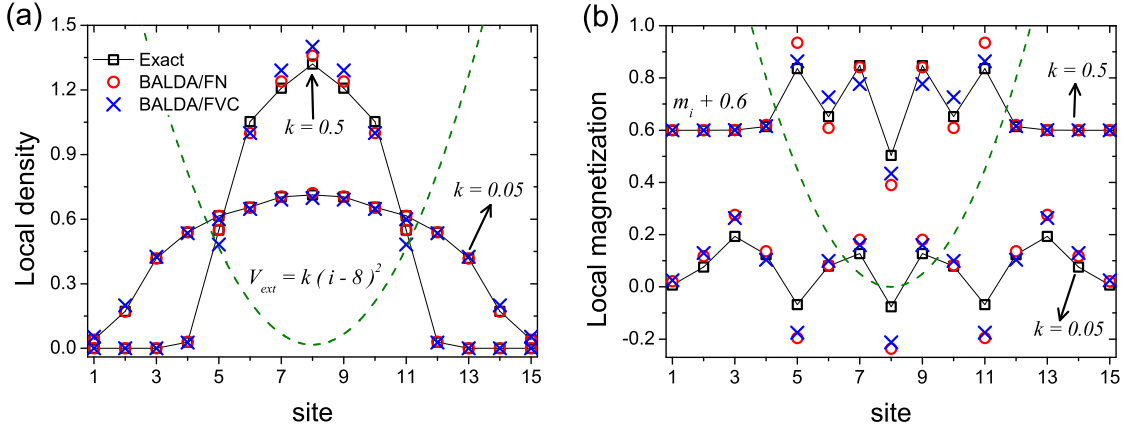 (a)
1.5
1.2
0.9
0.6
0.3
0.0
Local density
Exact
BALDA/FN
BALDA/FVC
k = 0.5
k = 0.05
V_ext = k ( i - 8 )^2
1 3 5 7 9 11 13 15
site
(b)
1.0
0.8
0.6
0.4
0.2
0.0
-0.2
Local magnetization
m_i + 0.6
k = 0.5
k = 0.05
1 3 5 7 9 11 13 15
site